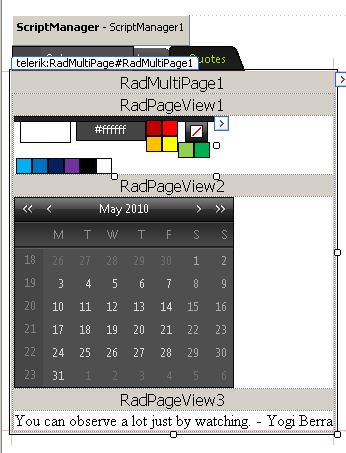 ScriptManager - ScriptManager1
Quotes
telerik:RadMultiPage#RadMultiPage1
RadMultiPage1
RadPageView1
#ffffff
RadPageView2
<< < May 2010 > >>
M T W T F S S
18 26 27 28 29 30 1 2
19 3 4 5 6 7 8 9
20 10 11 12 13 14 15 16
21 17 18 19 20 21 22 23
22 24 25 26 27 28 29 30
23 31 1 2 3 4 5 6
RadPageView3
You can observe a lot just by watching. - Yogi Berra